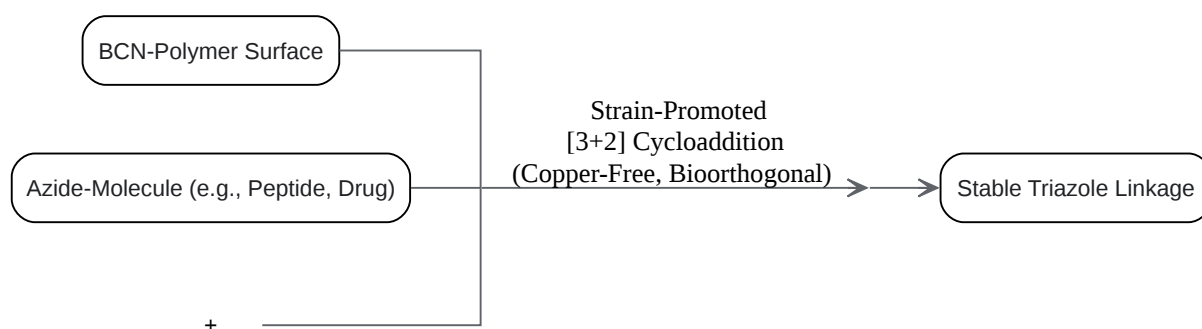 BCN-Polymer Surface
Strain-Promoted
[3+2] Cycloaddition
(Copper-Free, Bioorthogonal)
Azide-Molecule (e.g., Peptide, Drug)
Stable Triazole Linkage
+